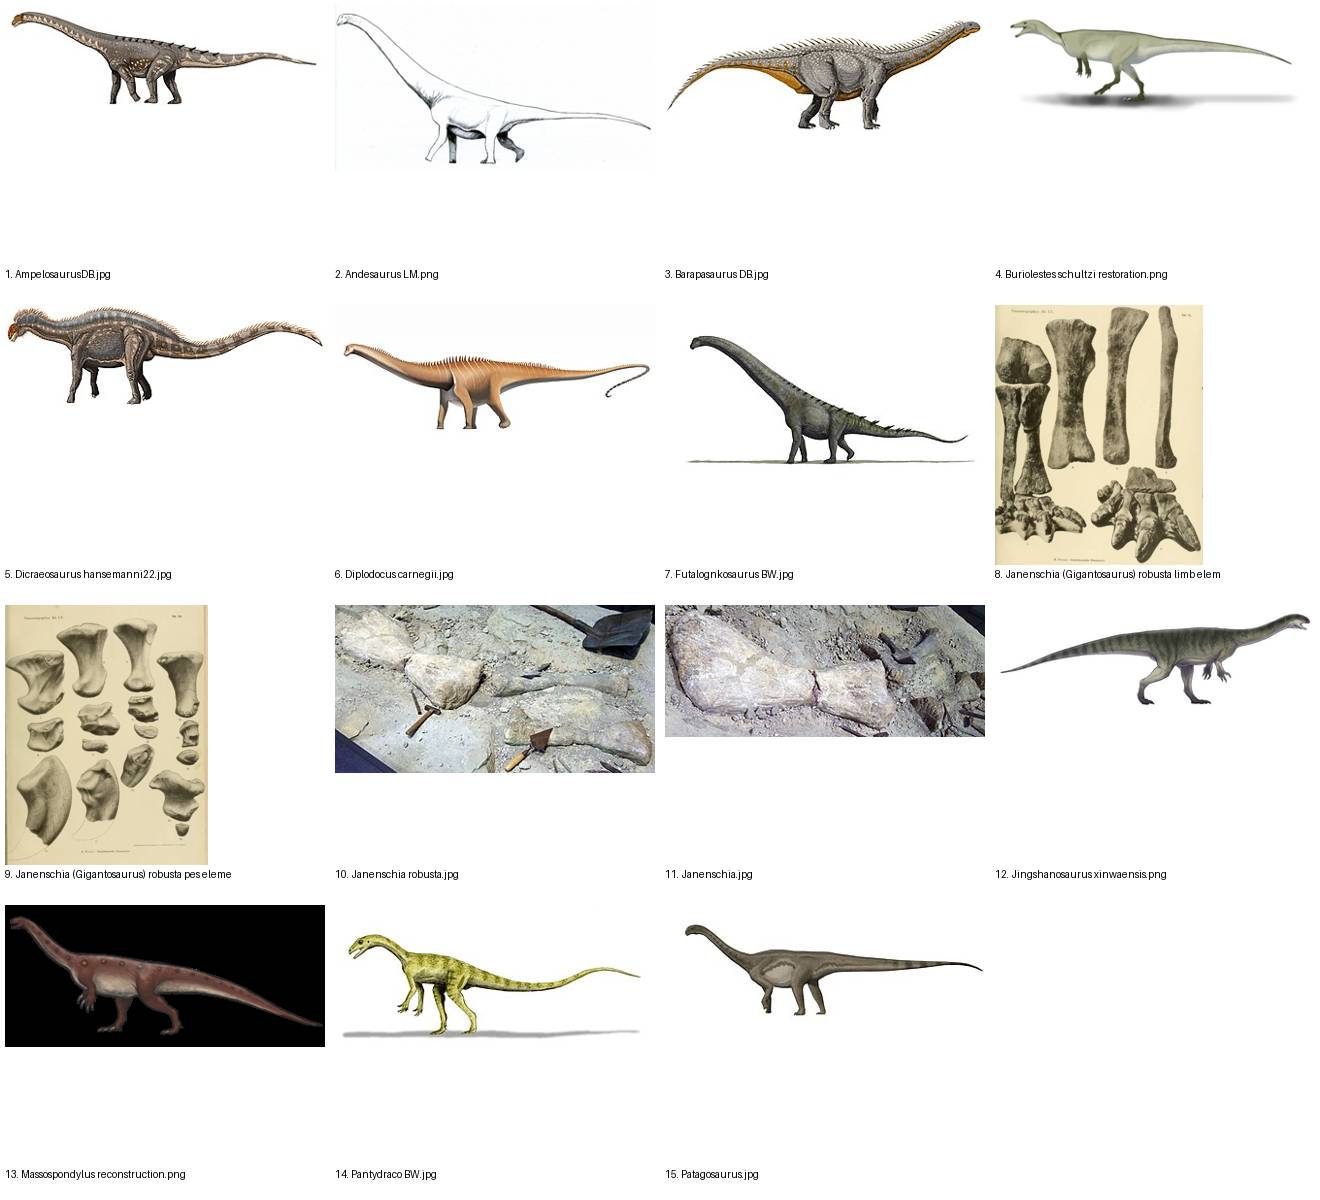 1. AmpelosaurusDB.jpg
2. Andesaurus LM.png
3. Barapasaurus DB.jpg
4. Buriolestes schultzi restoration.png
5. Dicraeosaurus hansemanni22.jpg
6. Diplodocus carnegii.jpg
7. Futalognkosaurus BW.jpg
8. Janenschia (Gigantosaurus) robusta limb elem
9. Janenschia (Gigantosaurus) robusta pes eleme
10. Janenschia robusta.jpg
11. Janenschia.jpg
12. Jingshanosaurus xinwaensis.png
13. Massospondylus reconstruction.png
14. Pantydraco BW.jpg
15. Patagosaurus.jpg